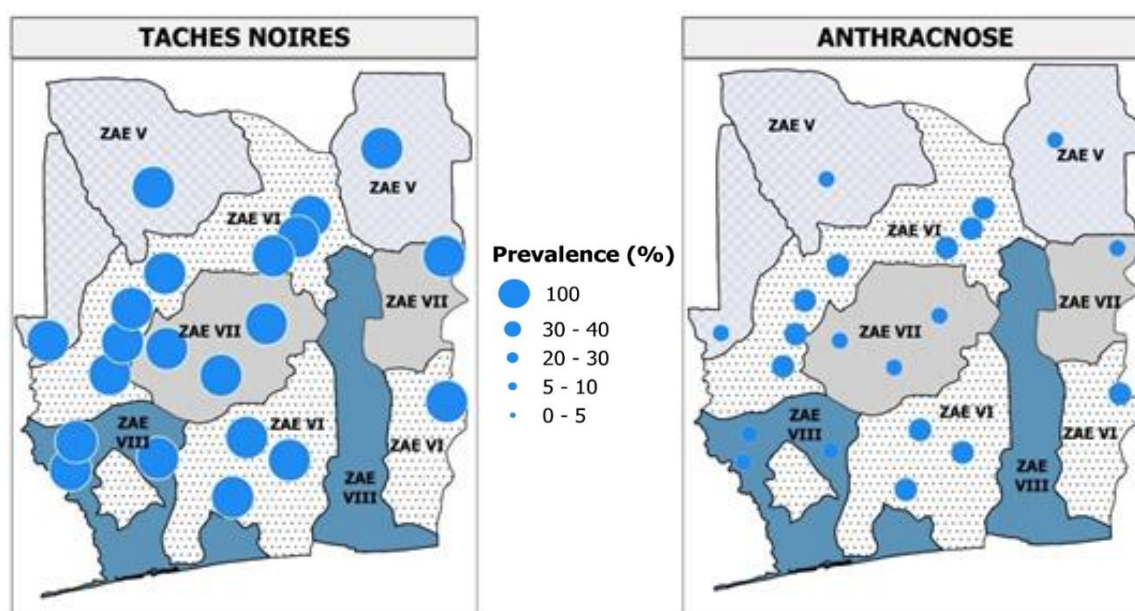 TACHES NOIRES
ZAE V
ZAE V
ZAE VI
ZAE VII
ZAE VII
ZAE
VIII
ZAE VI
ZAE VI
ZAE
VIII
Prevalence (%)
100
30 - 40
20 - 30
5 - 10
0 - 5
ANTHRACNOSE
ZAE V
ZAE V
ZAE VI
ZAE VII
ZAE VII
ZAE
VIII
ZAE VI
ZAE VI
ZAE
VIII